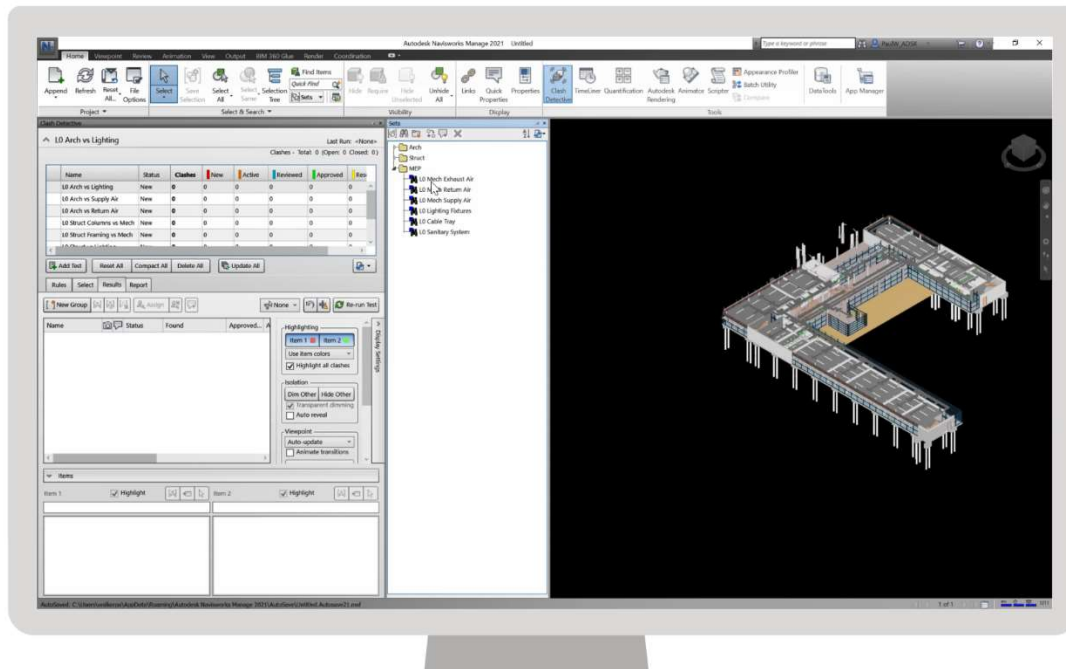 Autodesk Navisworks Manage 2021 Untitled
Type a keyword or phrase
Home Viewpoint Review Animation View Output BIM 360 Glue Render Coordination
Append Refresh Reset All... File Options
Project
Select Save Selection Select All Select Same Selection Tree
Find Items
Quick Find
Sets
Select & Search
Hide Require Hide Unselected Unhide All
Visibility
Links Quick Properties Properties
Display
Clash Detective TimeLiner Quantification Autodesk Rendering Animator Scripter
Appearance Profiler
Batch Utility
Compare
DataTools App Manager
Tools
Clash Detective
L0 Arch vs Lighting
Last Run: <None>
Clashes - Total: 0 (Open: 0 Closed: 0)
Name Status Clashes New Active Reviewed Approved
L0 Arch vs Lighting New 0 0 0 0 0
L0 Arch vs Supply Air New 0 0 0 0 0
L0 Arch vs Return Air New 0 0 0 0 0
L0 Struct Columns vs Mech New 0 0 0 0 0
L0 Struct Framing vs Mech New 0 0 0 0 0
Add Test Reset All Compact All Delete All Update All
Rules Select Results Report
New Group Assign None Re-run Test
Name Status Found Approved...
Highlighting
Item 1 Item 2
Use item colors
Highlight all clashes
Isolation
Dim Other Hide Other
Transparent dimming
Auto reveal
Viewpoint
Auto-update
Animate transitions
Display Settings
Items
Item 1 Highlight Item 2 Highlight
Sets
Arch
Struct
MEP
L0 Mech Exhaust Air
L0 Return Air
L0 Mech Supply Air
L0 Lighting Fixtures
L0 Cable Tray
L0 Sanitary System
1 of 1